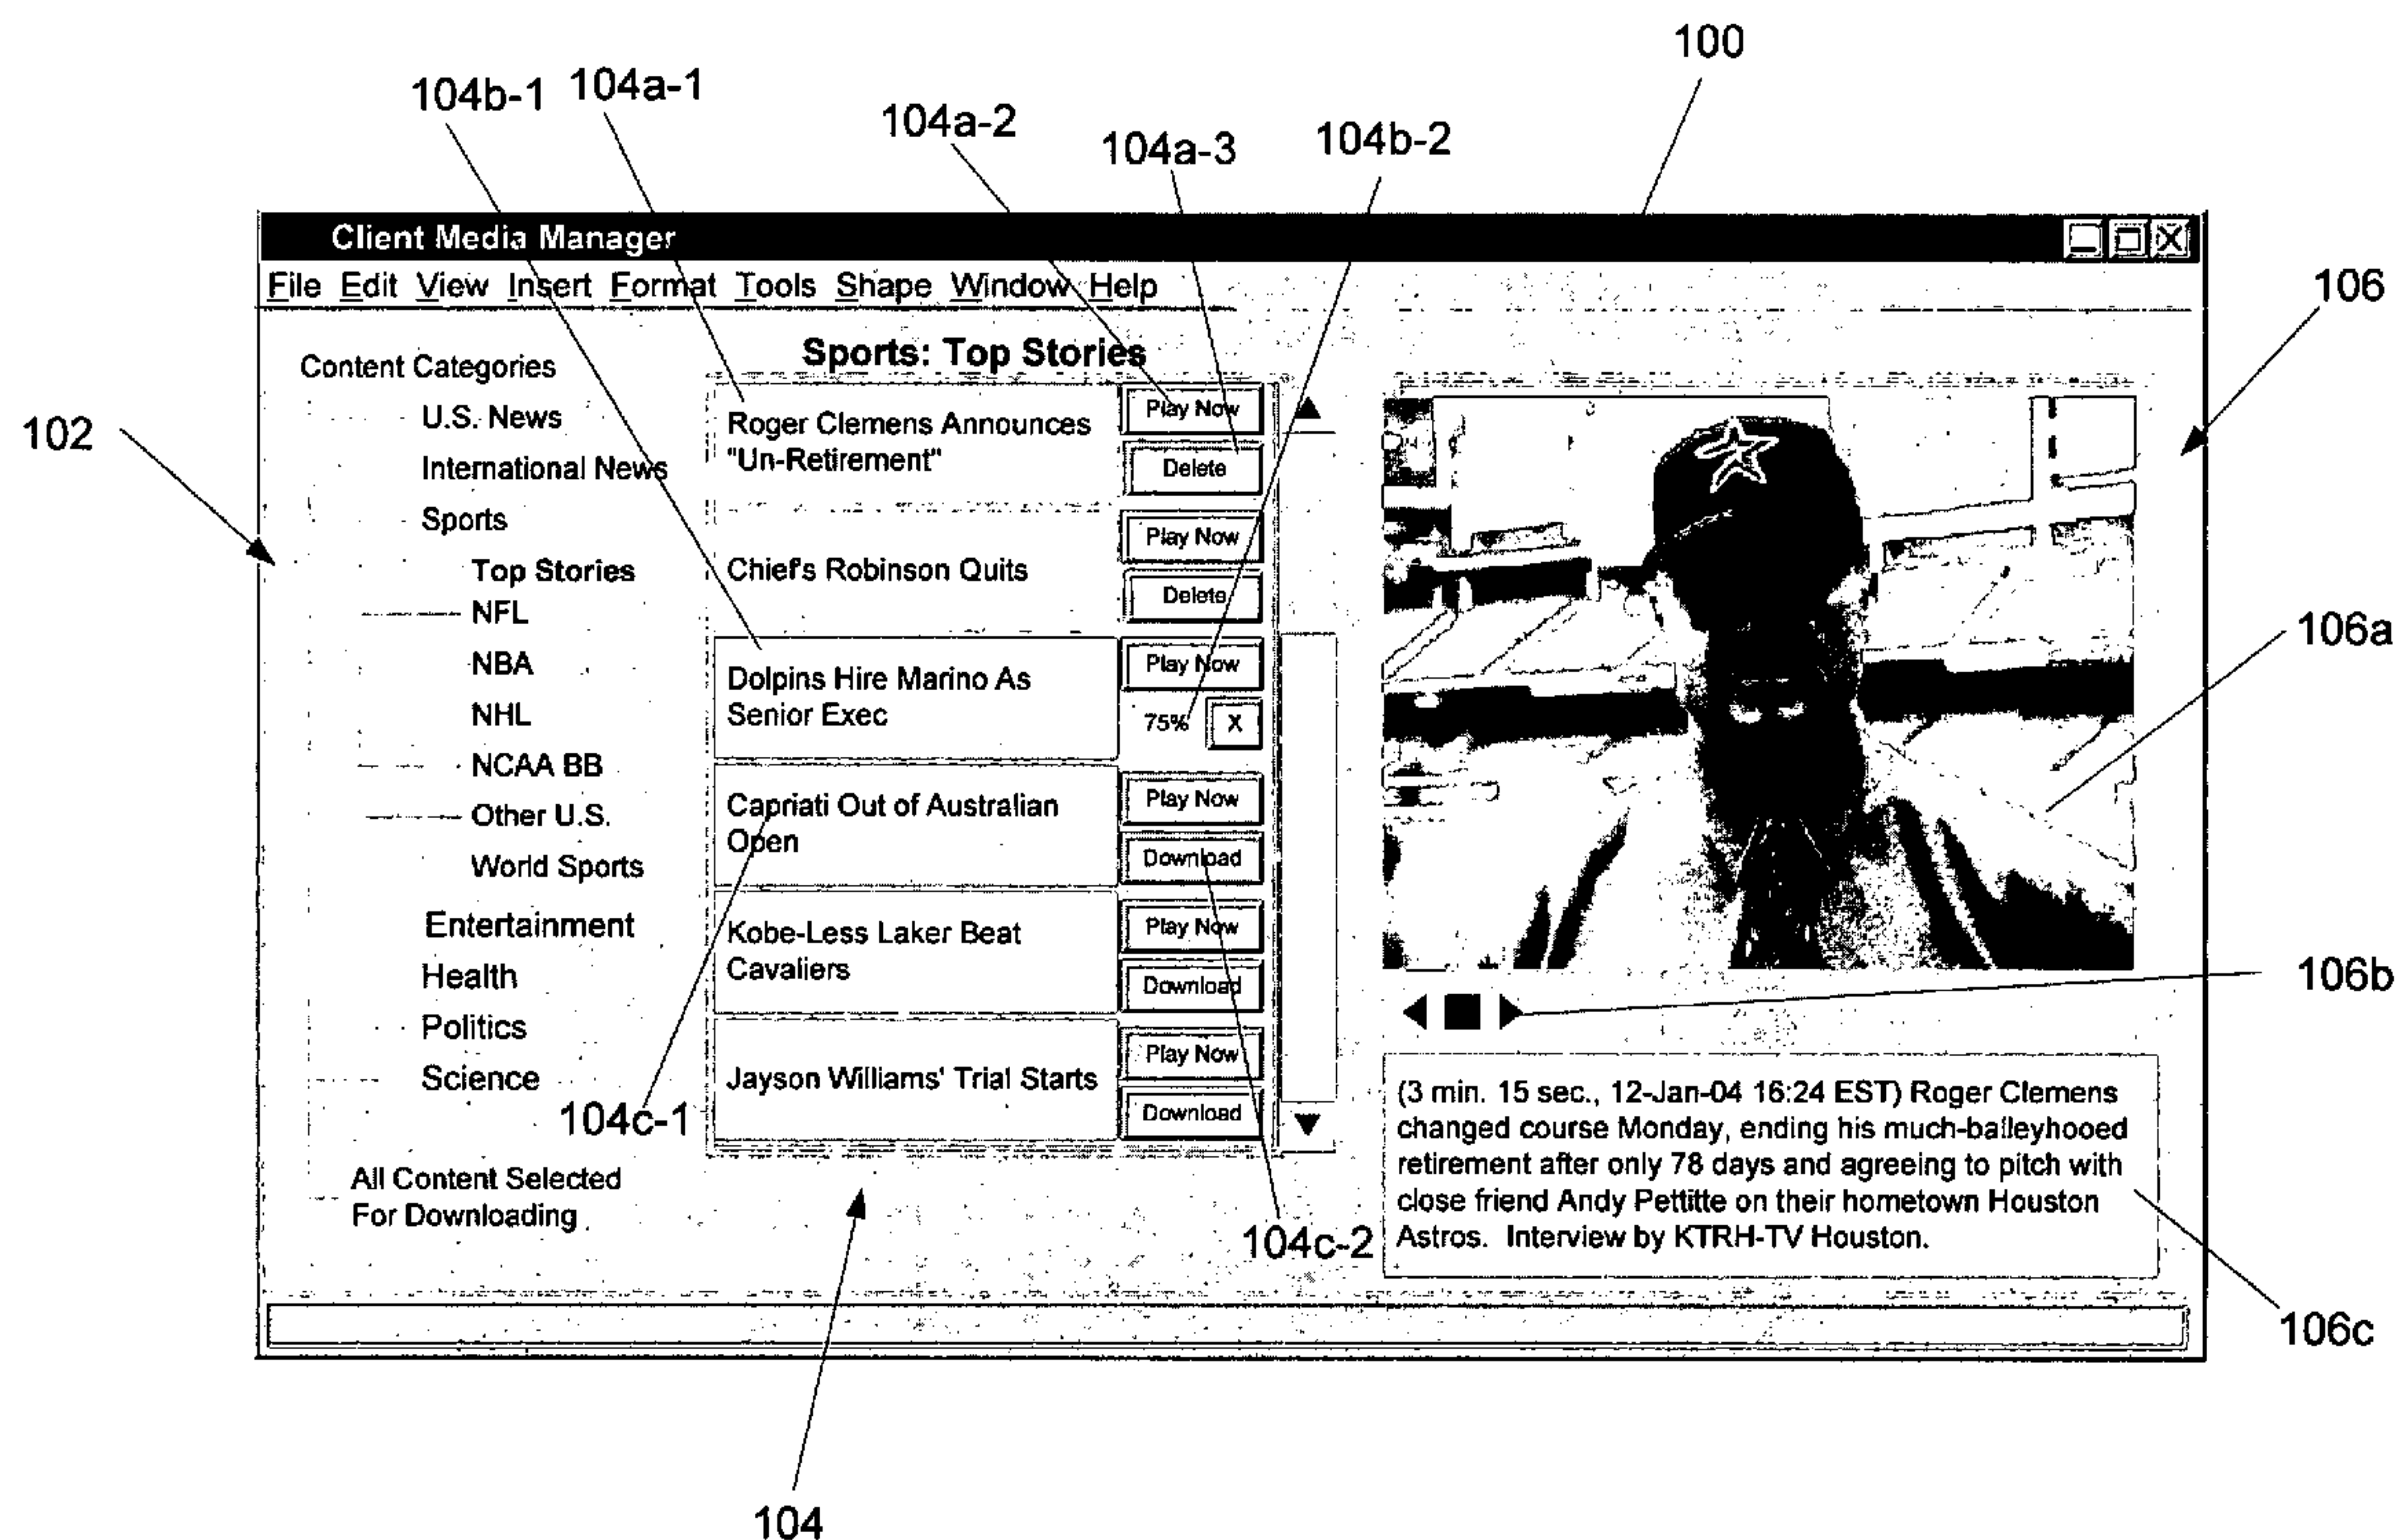 100
104b-1 104a-1
104a-2
104a-3
104b-2
Client Media Manager
File Edit View Insert Format Tools Shape Window Help
106
102
Content Categories
U.S. News
International News
Sports
Top Stories
NFL
NBA
NHL
NCAA BB
Other U.S.
World Sports
Entertainment
Health
Politics
Science
All Content Selected
For Downloading
Sports: Top Stories
Roger Clemens Announces
"Un-Retirement"
Play Now
Delete
Chief's Robinson Quits
Play Now
Delete
Dolpins Hire Marino As
Senior Exec
Play Now
75% X
Capriati Out of Australian
Open
Play Now
Download
Kobe-Less Laker Beat
Cavaliers
Play Now
Download
Jayson Williams' Trial Starts
Play Now
Download
104c-1
104c-2
104
106a
106b
(3 min. 15 sec., 12-Jan-04 16:24 EST) Roger Clemens
changed course Monday, ending his much-balleyhooed
retirement after only 78 days and agreeing to pitch with
close friend Andy Pettitte on their hometown Houston
Astros. Interview by KTRH-TV Houston.
106c